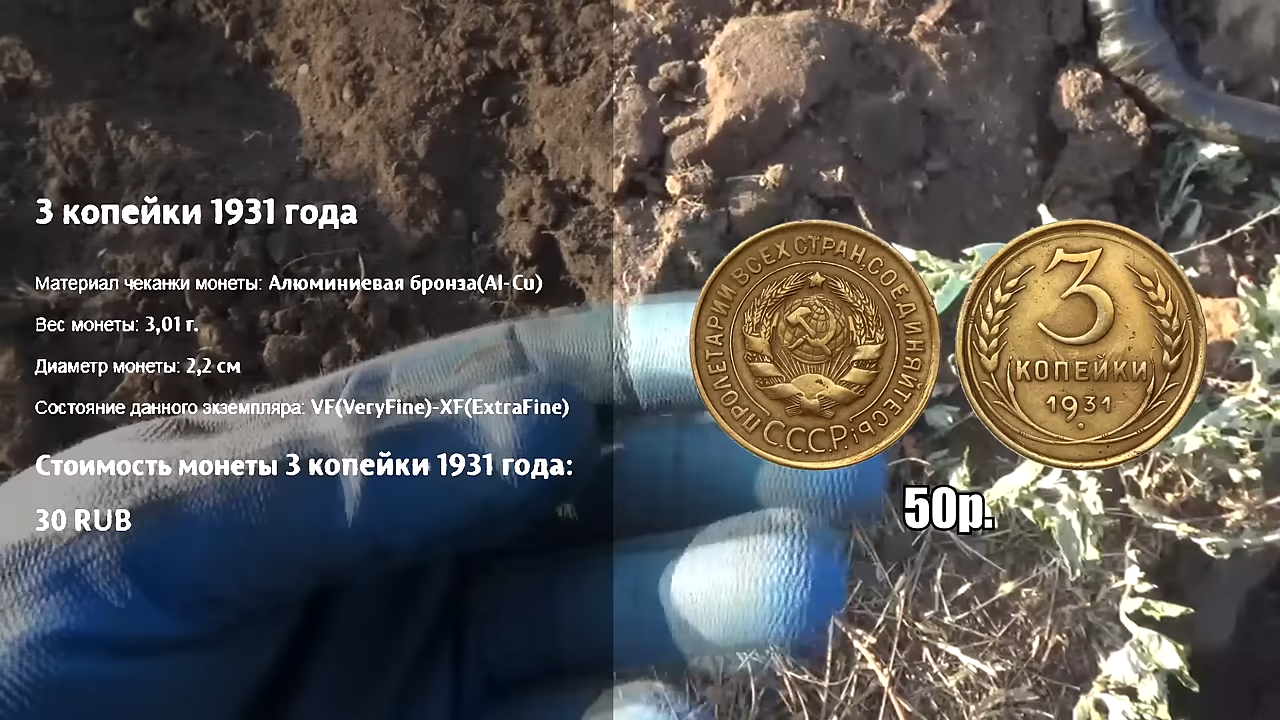 3 копейки 1931 года
Материал чеканки монеты: Алюминиевая бронза(Al-Cu)
Вес монеты: 3,01 г.
Диаметр монеты: 2,2 см
Состояние данного экземпляра: VF(VeryFine)-XF(ExtraFine)
Стоимость монеты 3 копейки 1931 года:
30 RUB
ПРОЛЕТАРИИ ВСЕХ СТРАН, СОЕДИНЯЙТЕСЬ!
С.С.С.Р.
3
КОПЕЙКИ
1931
50р.